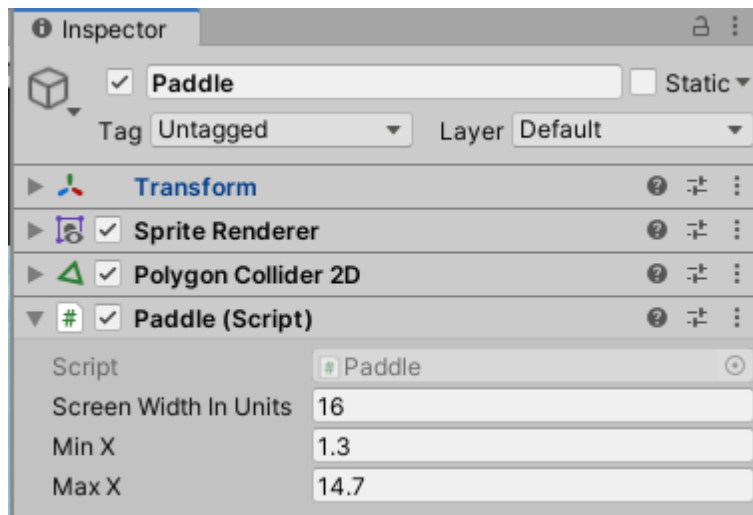 Inspector
Paddle Static
Tag Untagged Layer Default
Transform
Sprite Renderer
Polygon Collider 2D
# Paddle (Script)
Script # Paddle
Screen Width In Units 16
Min X 1.3
Max X 14.7